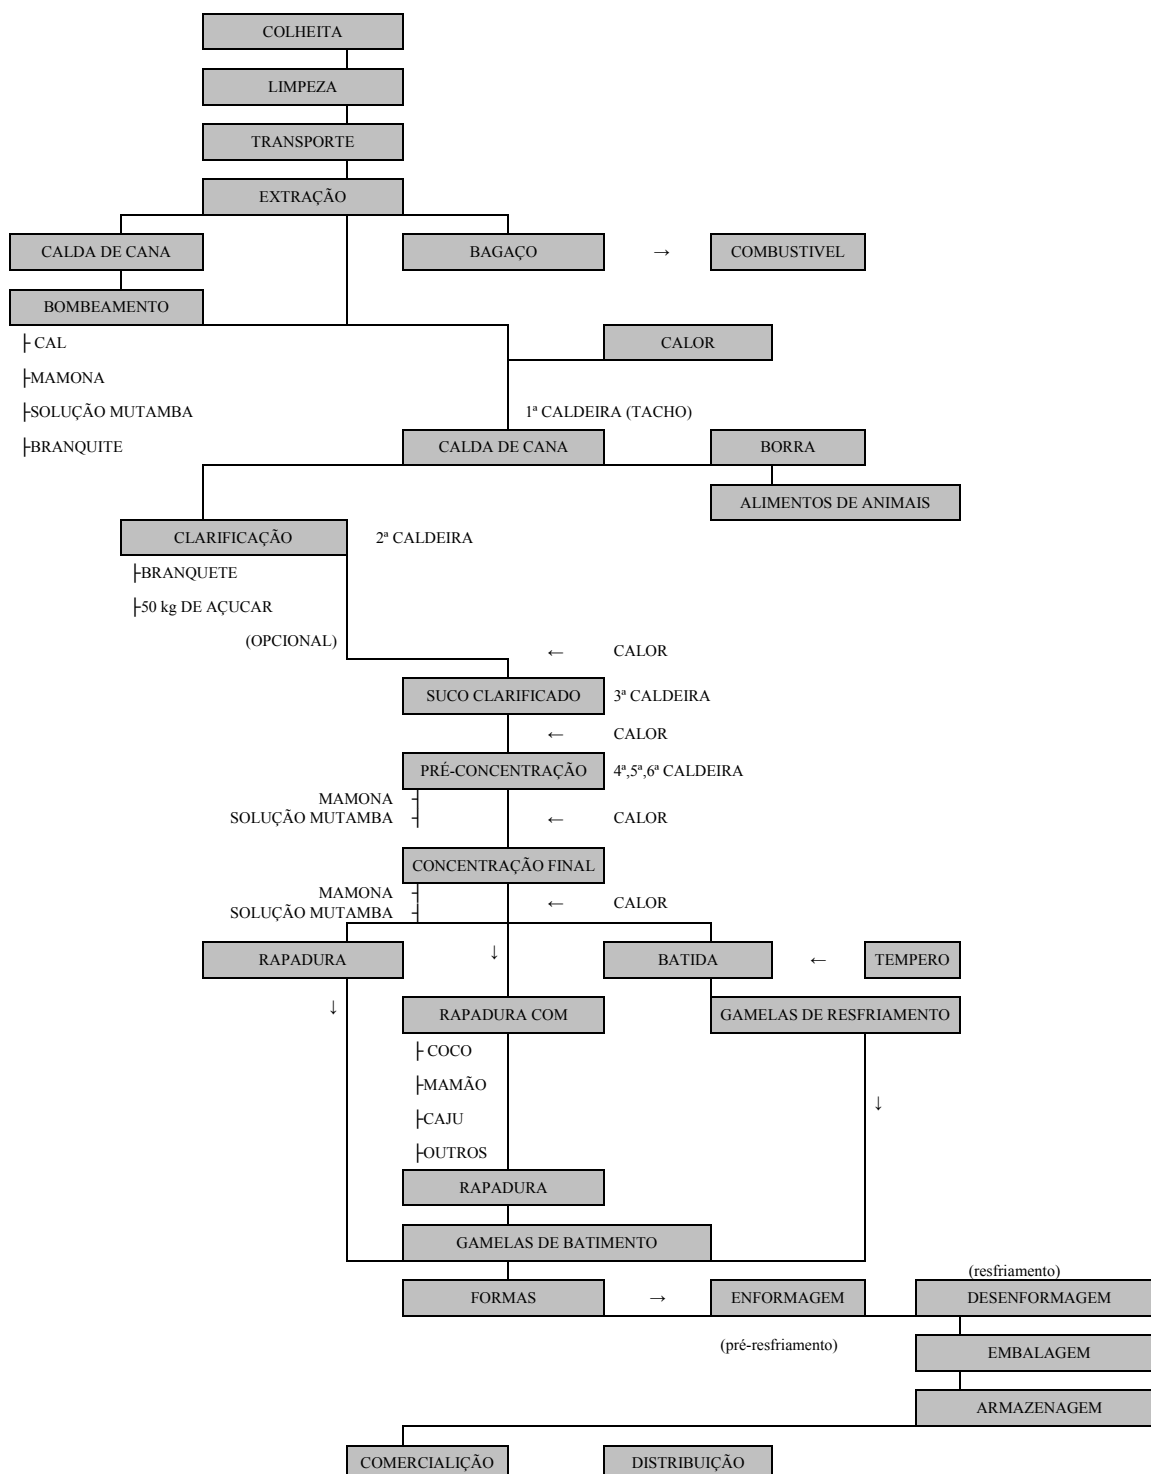 COLHEITA
LIMPEZA
TRANSPORTE
EXTRAÇÃO
CALDA DE CANA
BAGAÇO
→
COMBUSTIVEL
BOMBEAMENTO
├ CAL
CALOR
├MAMONA
├SOLUÇÃO MUTAMBA
1ª CALDEIRA (TACHO)
├BRANQUITE
CALDA DE CANA
BORRA
ALIMENTOS DE ANIMAIS
CLARIFICAÇÃO
2ª CALDEIRA
├BRANQUETE
├50 kg DE AÇUCAR
(OPCIONAL)
← CALOR
SUCO CLARIFICADO
3ª CALDEIRA
← CALOR
PRÉ-CONCENTRAÇÃO
4ª,5ª,6ª CALDEIRA
MAMONA ┤
SOLUÇÃO MUTAMBA ┤
← CALOR
CONCENTRAÇÃO FINAL
MAMONA ┤
SOLUÇÃO MUTAMBA ┤
← CALOR
RAPADURA
↓
BATIDA
←
TEMPERO
↓
RAPADURA COM
GAMELAS DE RESFRIAMENTO
├ COCO
├MAMÃO
↓
├CAJU
├OUTROS
RAPADURA
GAMELAS DE BATIMENTO
(resfriamento)
FORMAS
→
ENFORMAGEM
DESENFORMAGEM
(pré-resfriamento)
EMBALAGEM
ARMAZENAGEM
COMERCIALIÇÃO
DISTRIBUIÇÃO